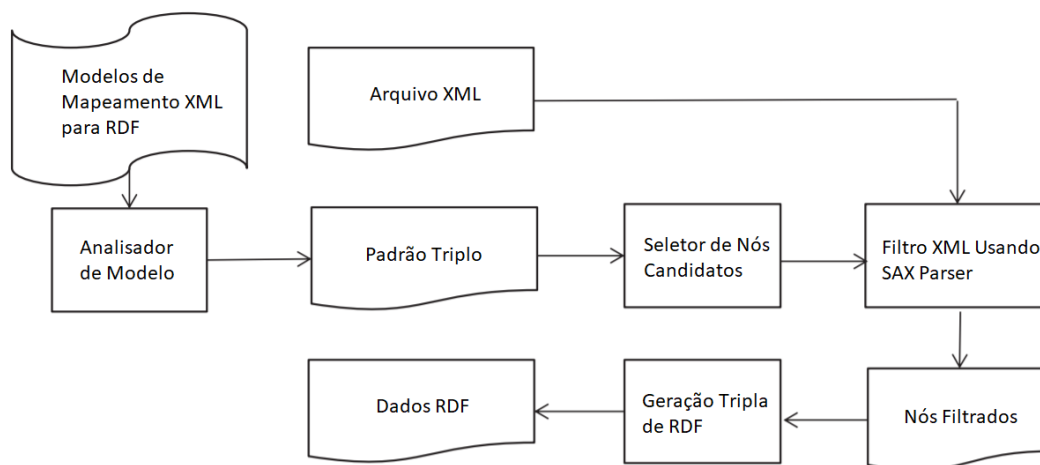 Modelos de
Mapeamento XML
para RDF
Arquivo XML
Analisador
de Modelo
Padrão Triplo
Seletor de Nós
Candidatos
Filtro XML Usando
SAX Parser
Dados RDF
Geração Tripla
de RDF
Nós Filtrados